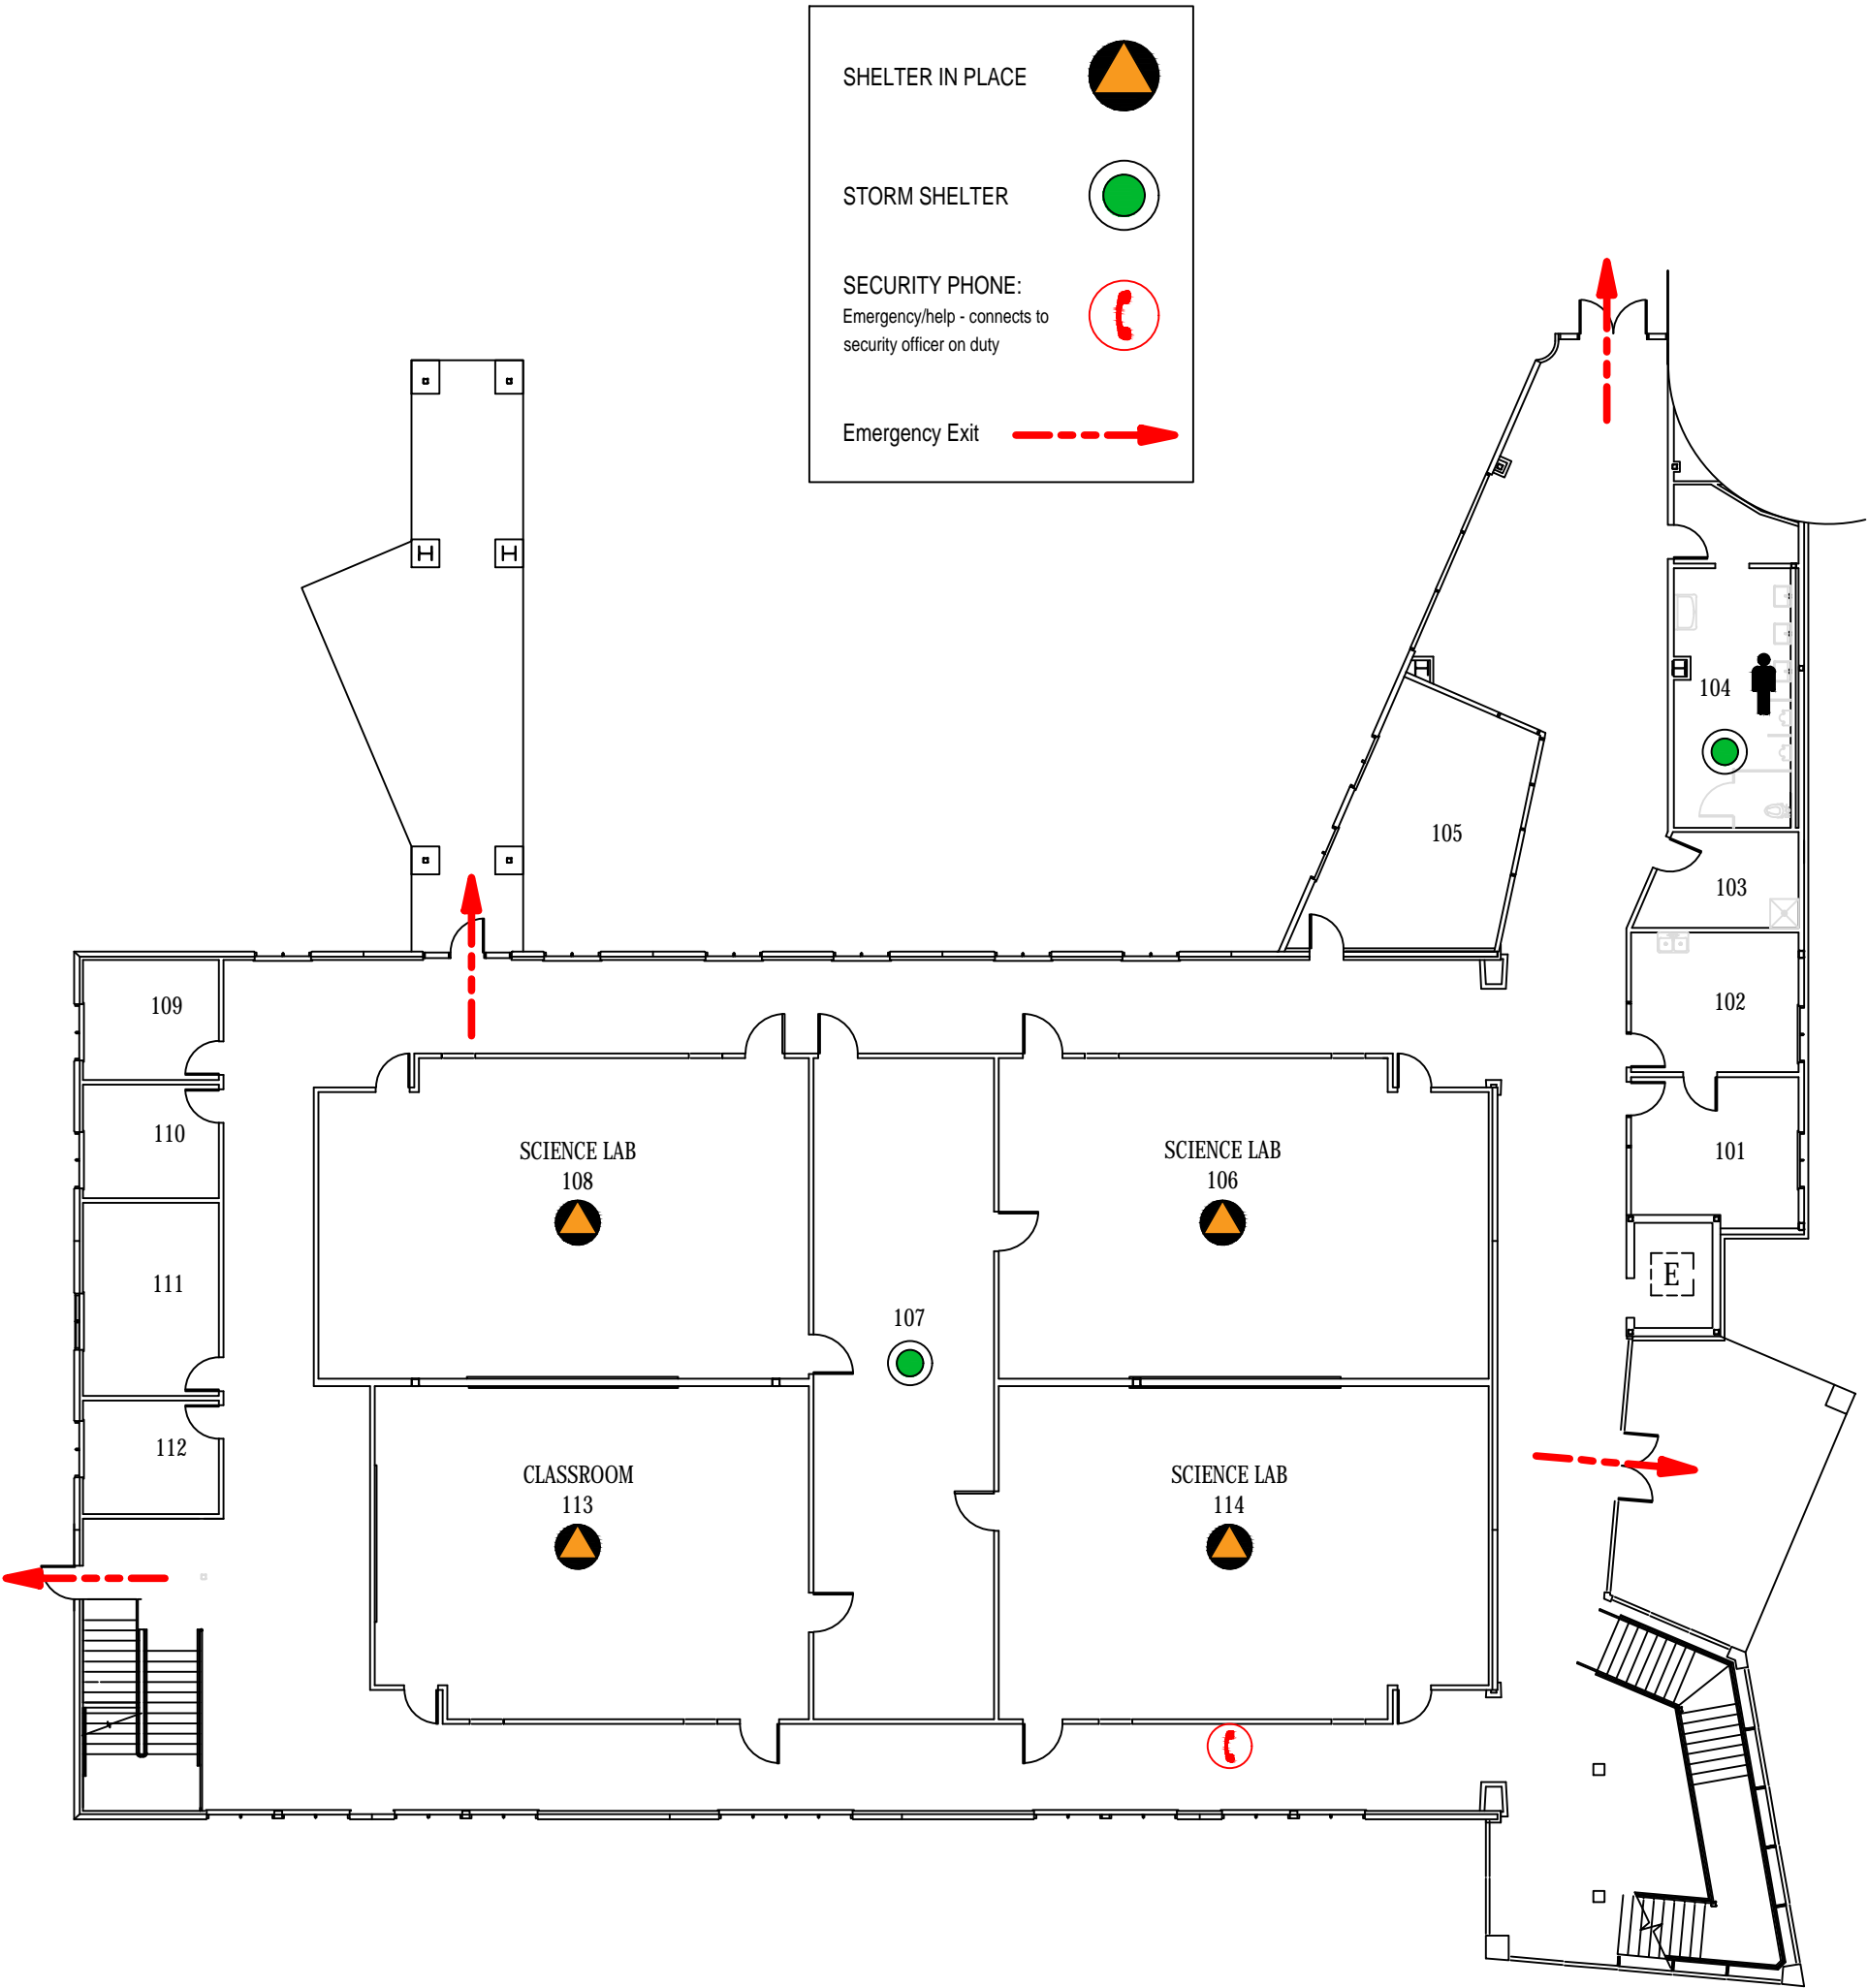 SHELTER IN PLACE
STORM SHELTER
SECURITY PHONE:
Emergency/help - connects to
security officer on duty
Emergency Exit
H
H
H
H
104
105
103
109
102
110
SCIENCE LAB
108
SCIENCE LAB
106
101
111
E
107
112
CLASSROOM
113
SCIENCE LAB
114